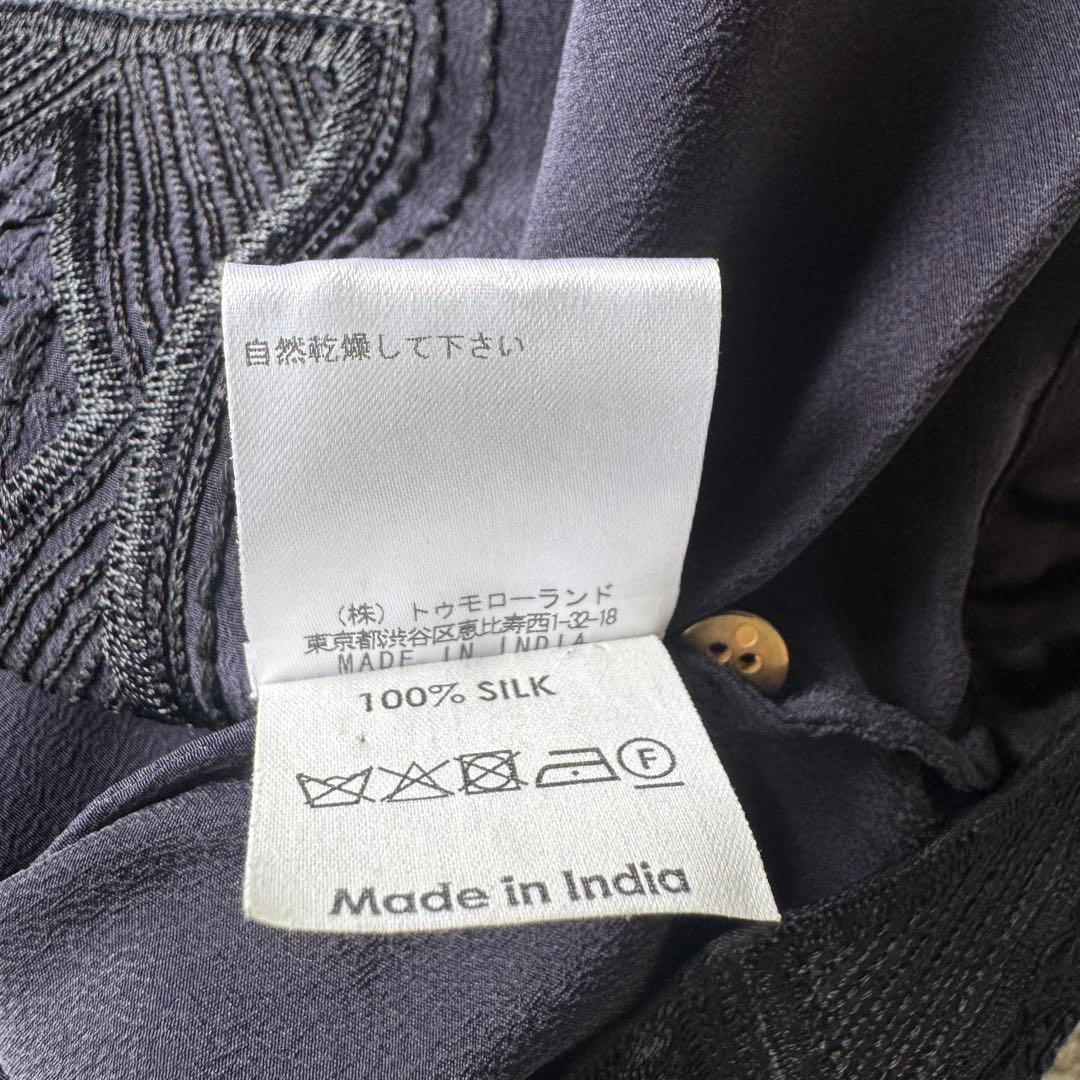 自然乾燥して下さい
（株）トゥモローランド
東京都渋谷区恵比寿西1-32-18
MADE IN INDIA
100% SILK
F
Made in India